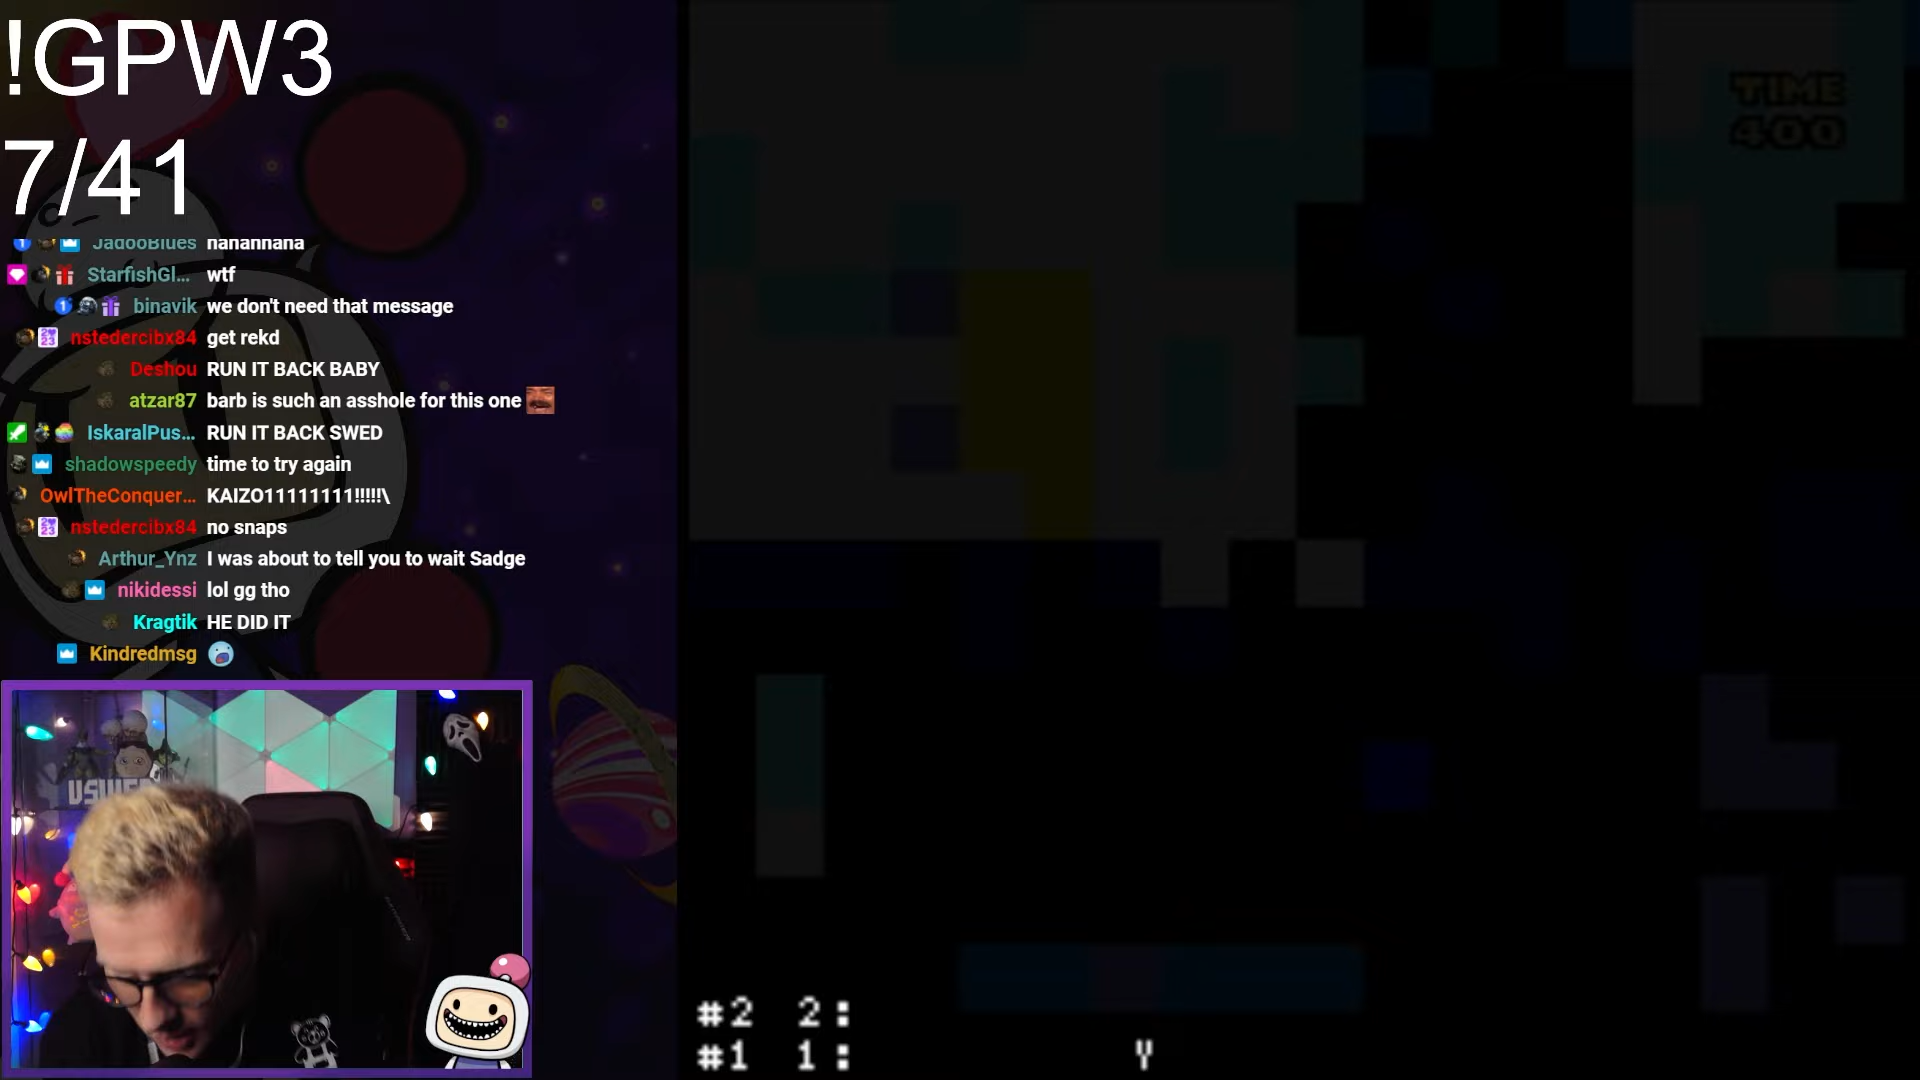 !GPW3
7/41
JadooBlues nanannana
StarfishGl... wtf
binavik we don't need that message
nstedercibx84 get rekd
Deshou RUN IT BACK BABY
atzar87 barb is such an asshole for this one
IskaralPus... RUN IT BACK SWED
shadowspeedy time to try again
OwlTheConquer... KAIZO11111111!!!!!\
nstedercibx84 no snaps
Arthur_Ynz I was about to tell you to wait Sadge
nikidessi lol gg tho
Kragtik HE DID IT
Kindredmsg
TIME
400
#2 2:
#1 1: Y